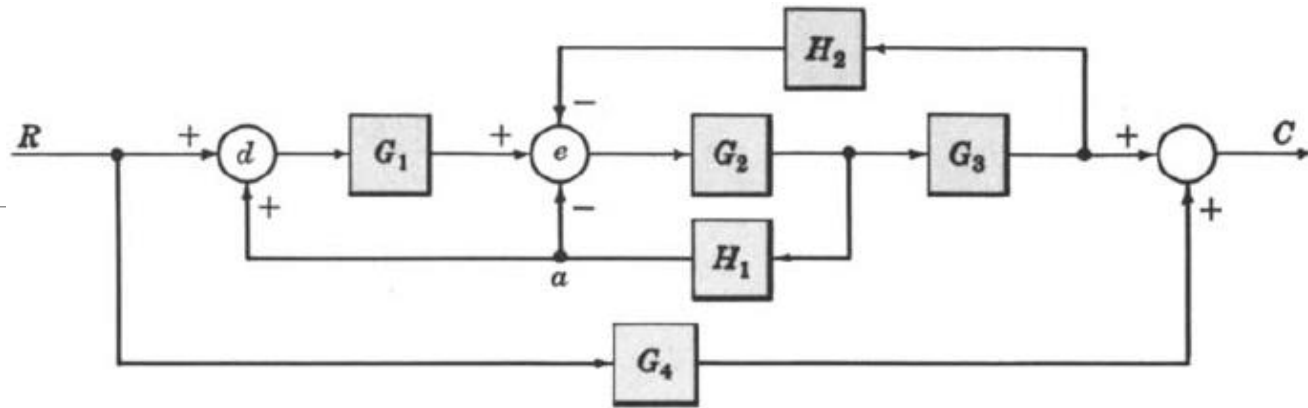 H2
−
R + d G1 + e G2 G3 + C
+ − +
H1
a
G4